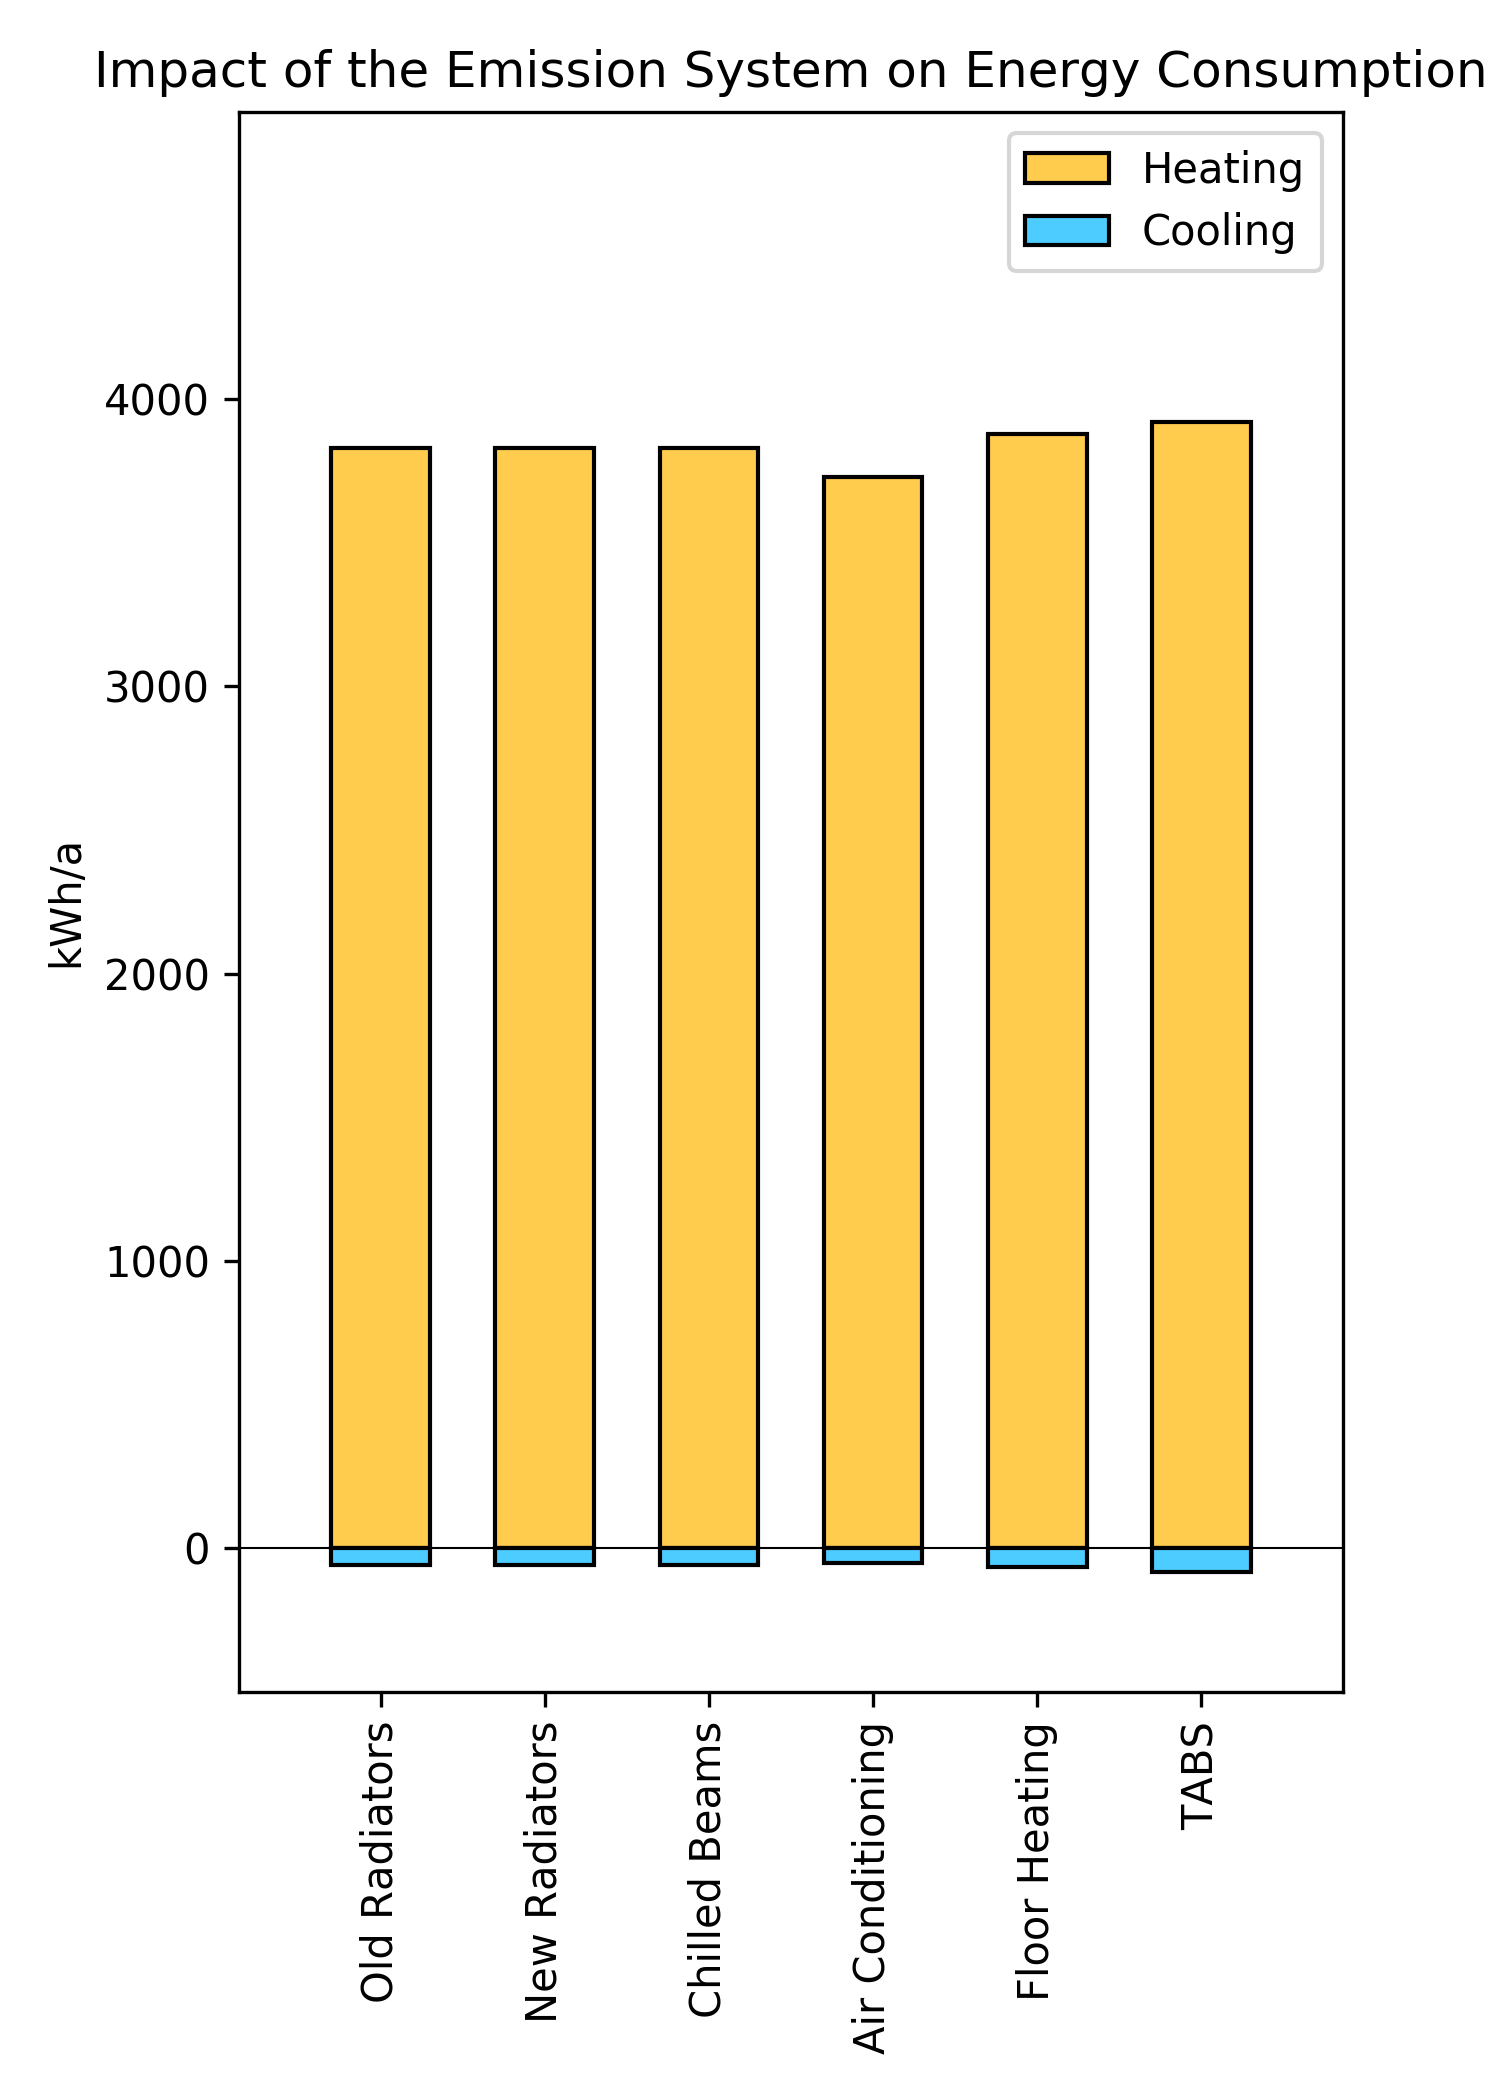 Impact of the Emission System on Energy Consumption
Heating
Cooling
4000
3000
2000
1000
0
kWh/a
Old Radiators
New Radiators
Chilled Beams
Air Conditioning
Floor Heating
TABS